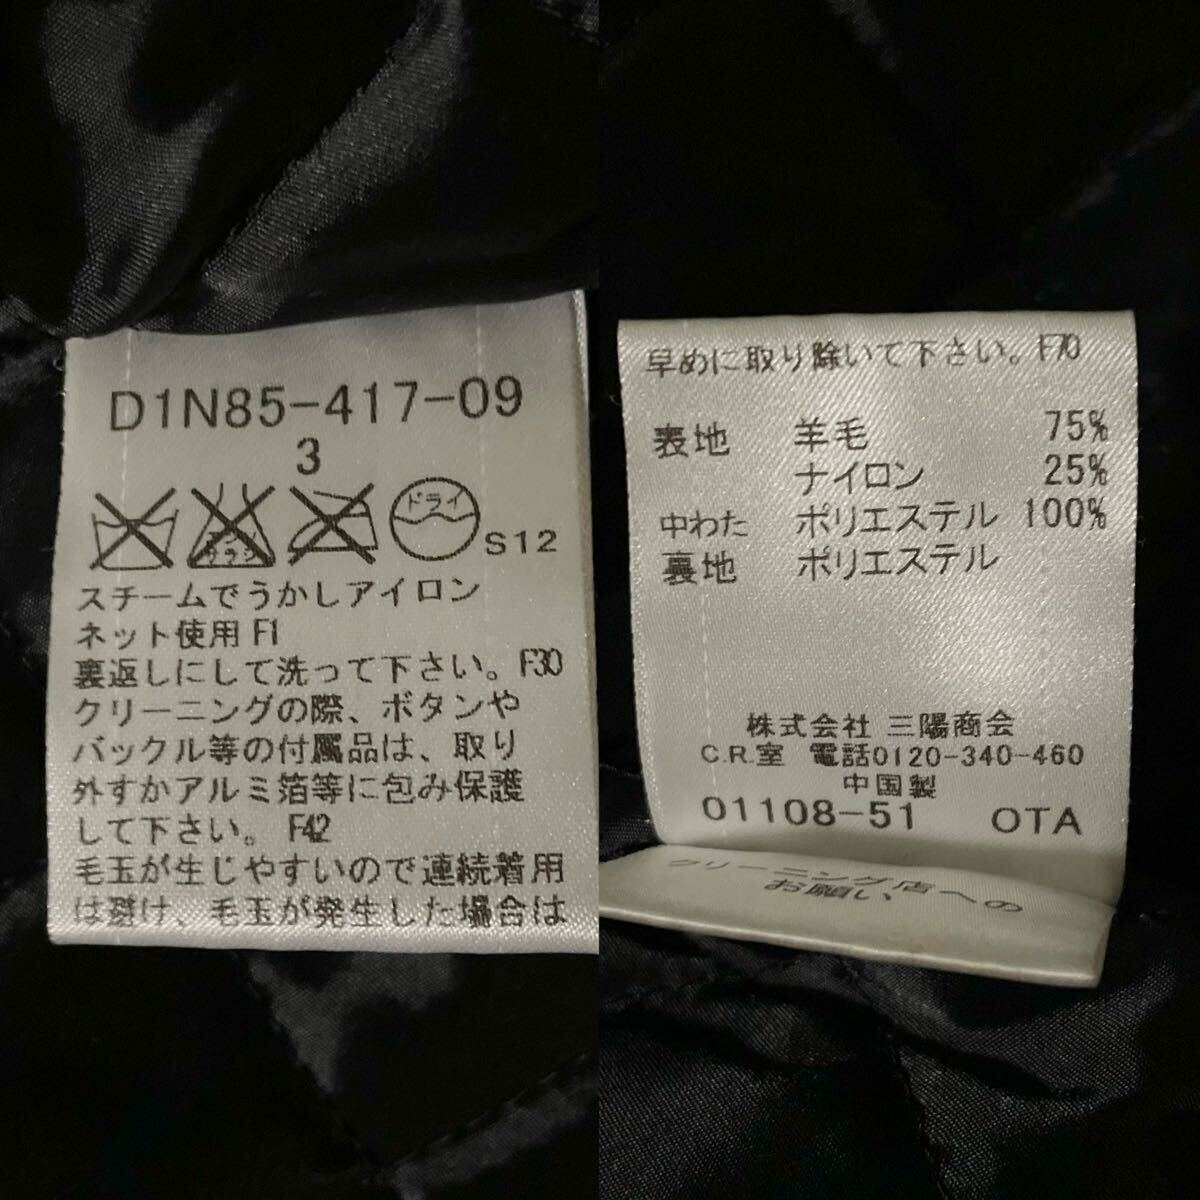 D1N85-417-09
3
ドライ
S12
スチームでうかしアイロン
ネット使用 F1
裏返しにして洗って下さい。F30
クリーニングの際、ボタンや
バックル等の付属品は、取り
外すかアルミ箔等に包み保護
して下さい。 F42
毛玉が生じやすいので連続着用
は避け、毛玉が発生した場合は
早めに取り除いて下さい。F70
表地 羊毛 75%
ナイロン 25%
中わた ポリエステル 100%
裏地 ポリエステル
株式会社 三陽商会
C.R.室 電話0120-340-460
中国製
01108-51 OTA
クリーニング店への
お願い